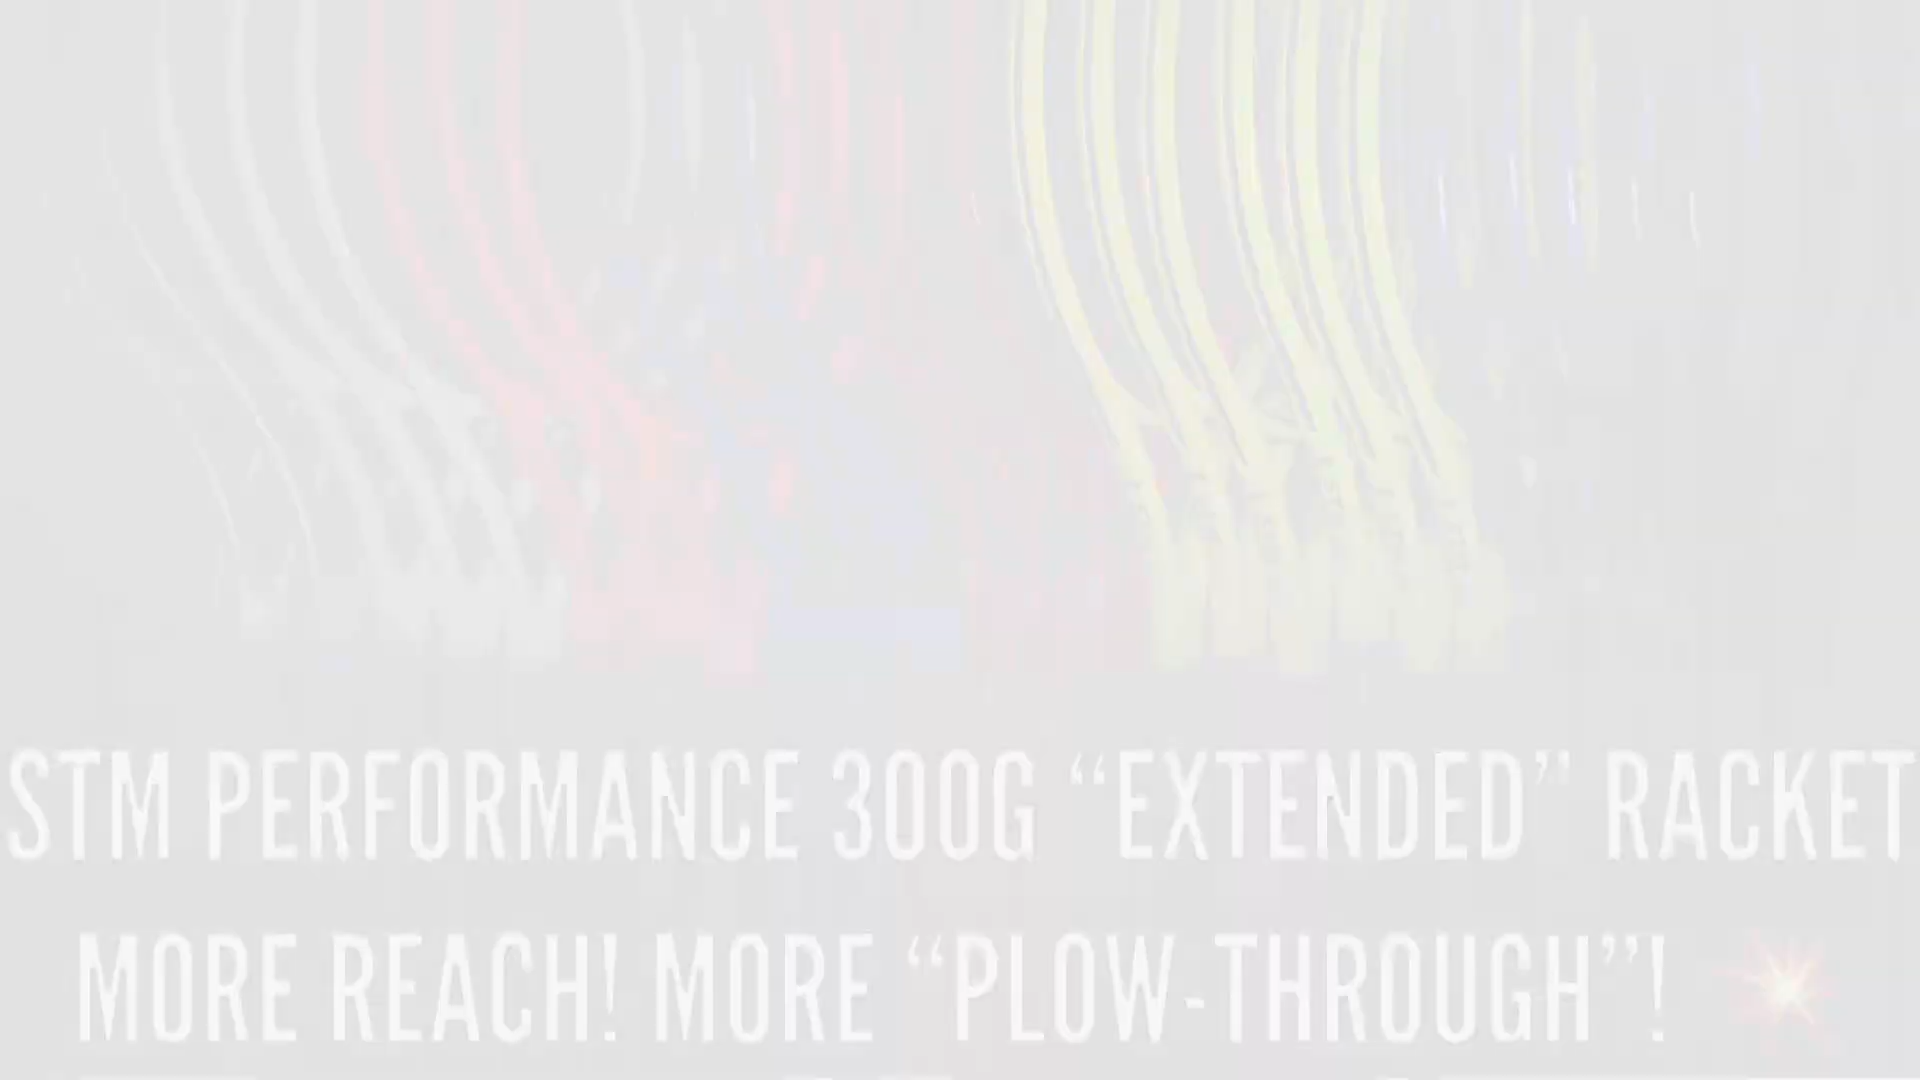 STM PERFORMANCE 300G “EXTENDED” RACKET
MORE REACH! MORE “PLOW-THROUGH”!